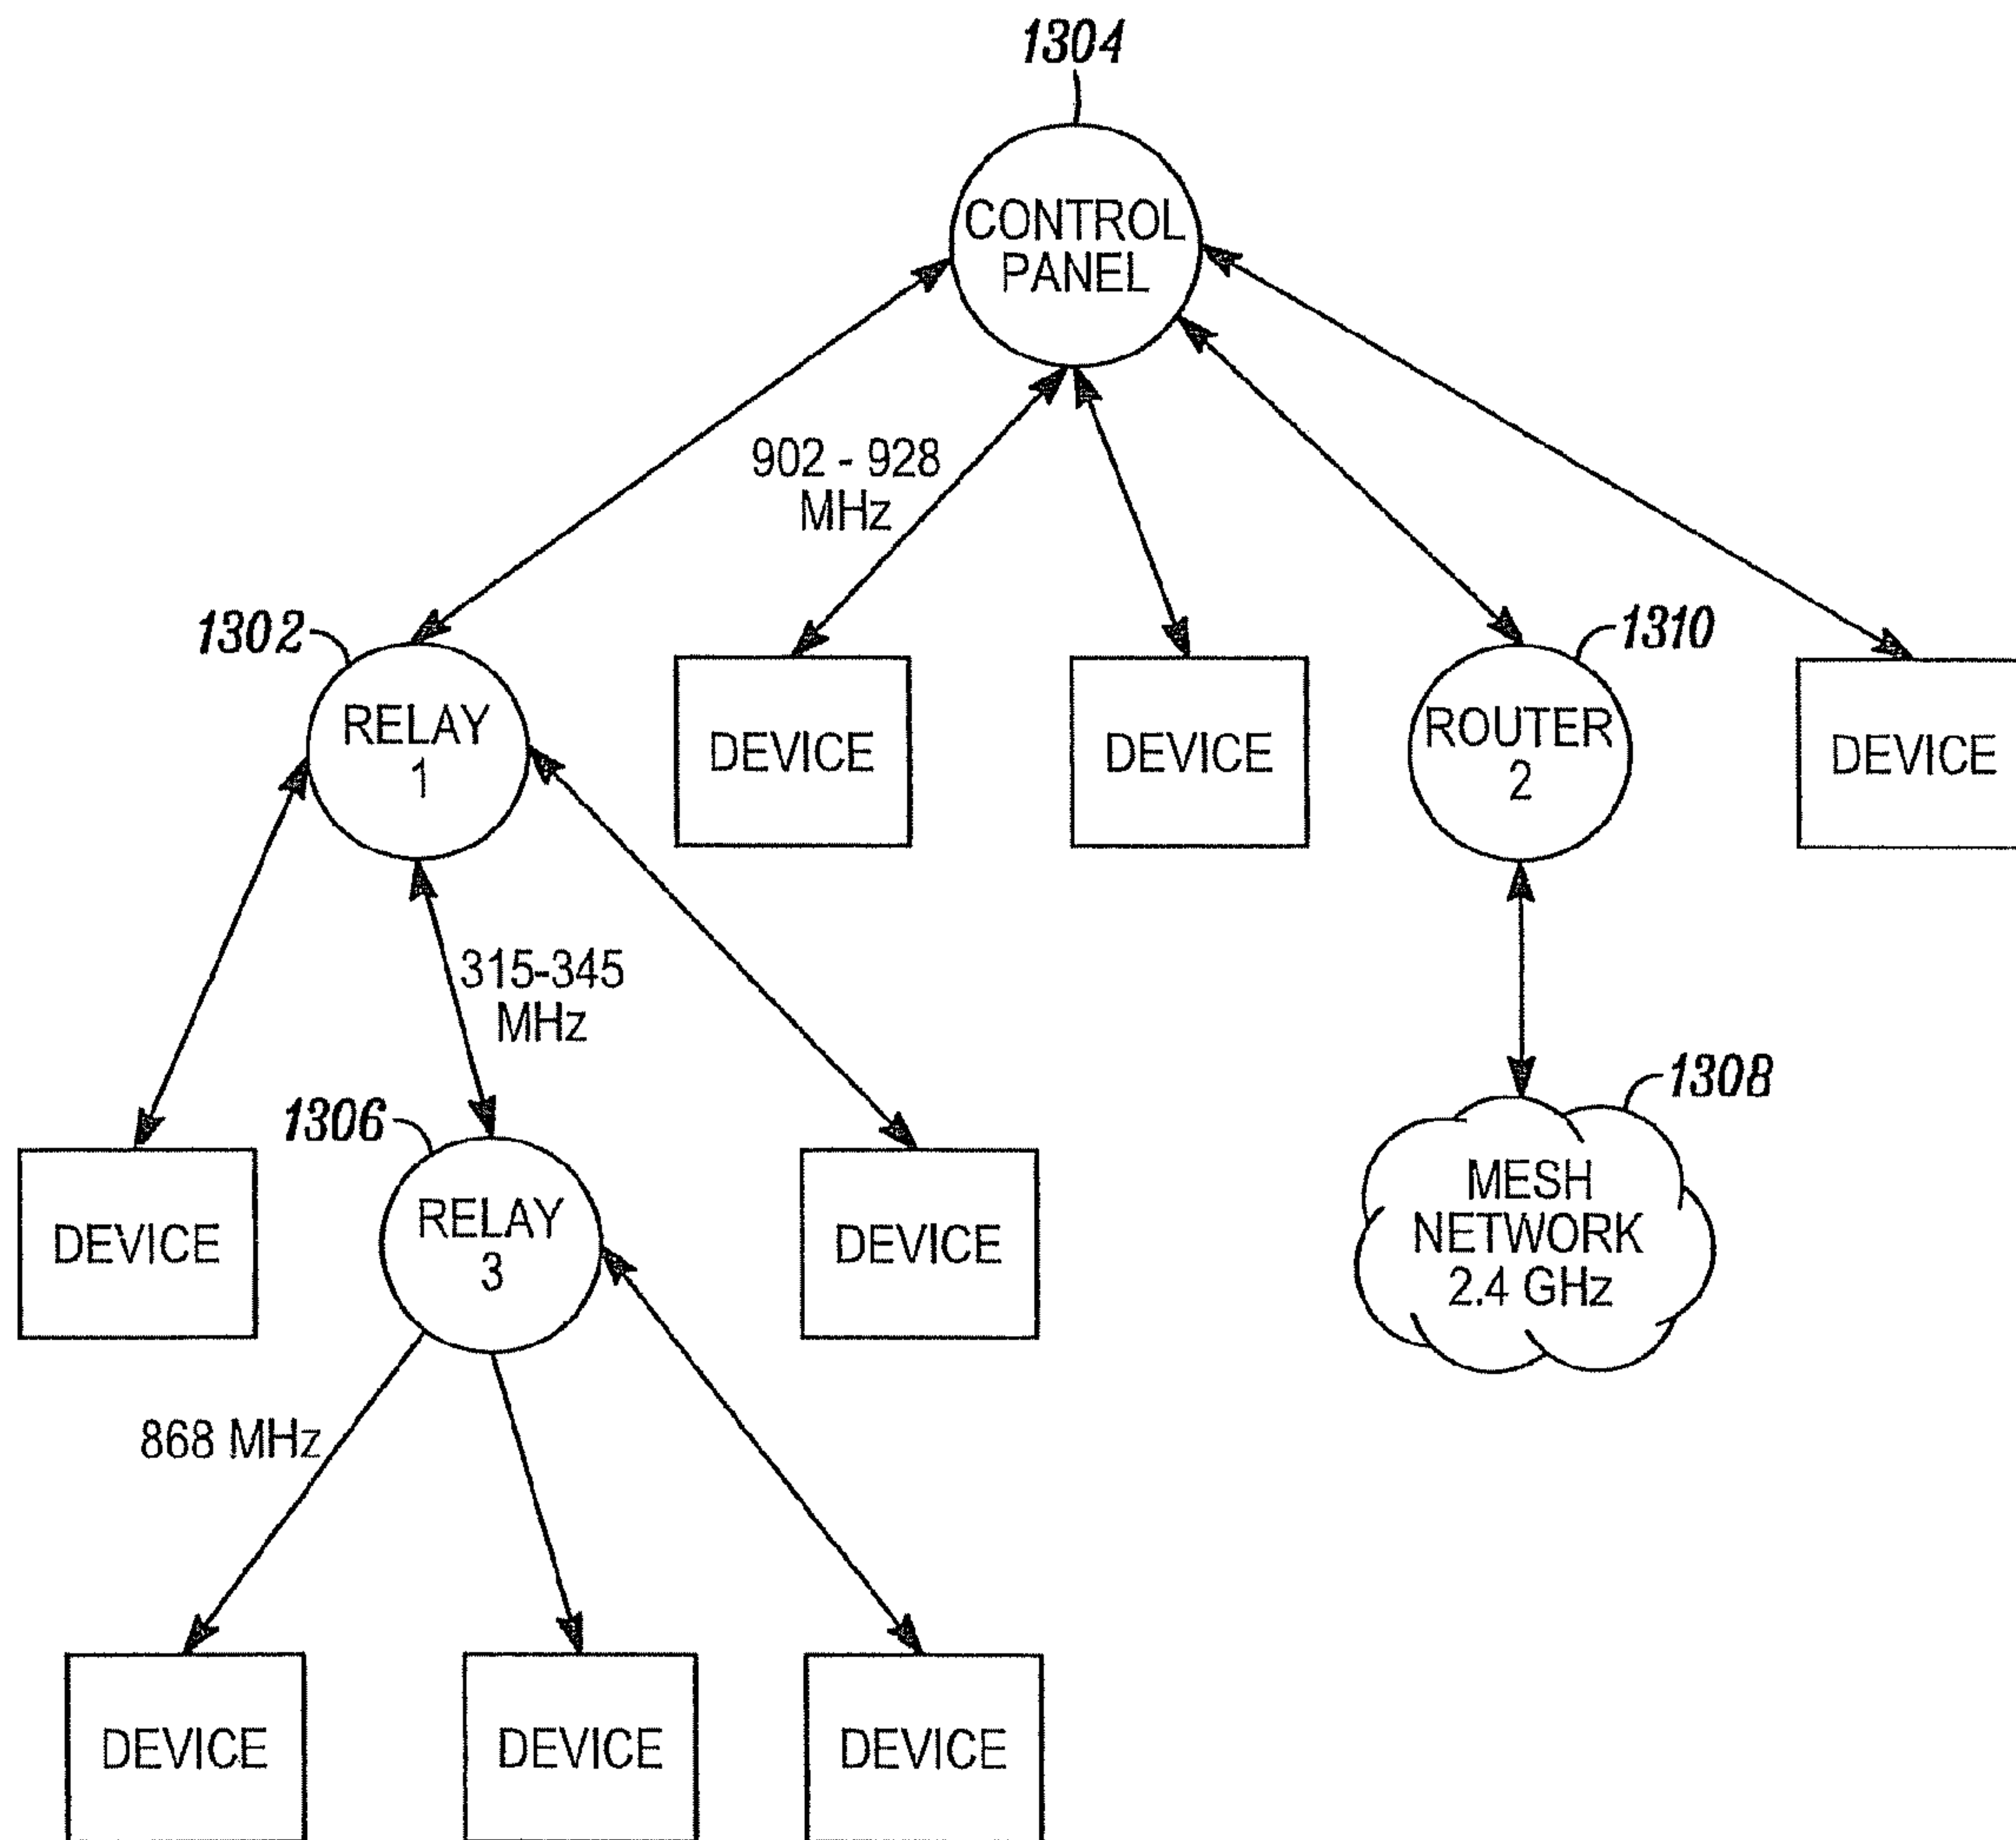 1304
CONTROL
PANEL
902 - 928
MHz
1302
1310
RELAY
1
DEVICE
DEVICE
ROUTER
2
DEVICE
315-345
MHz
1306
1308
DEVICE
RELAY
3
DEVICE
MESH
NETWORK
2.4 GHz
868 MHz
DEVICE
DEVICE
DEVICE